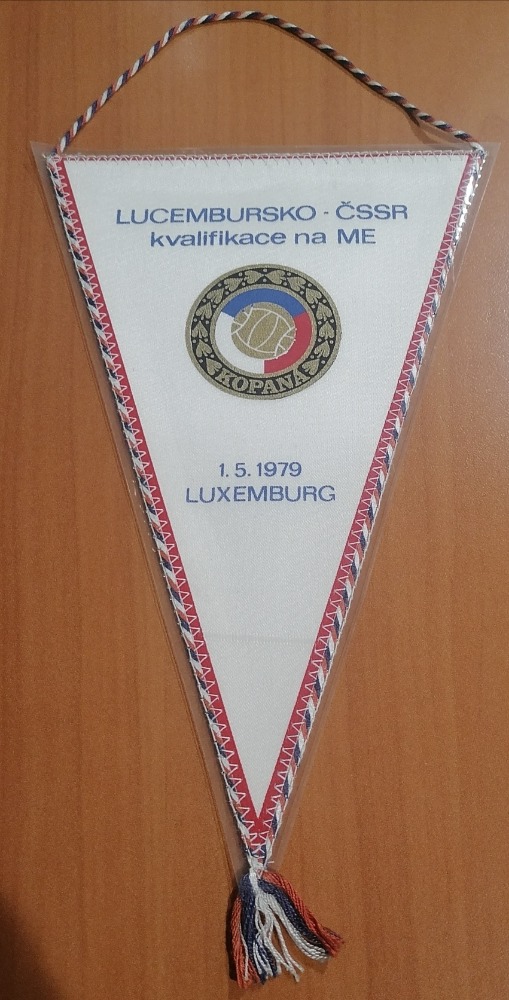 LUCEMBURSKO - ČSSR
kvalifikace na ME
KOPANÁ
1. 5. 1979
LUXEMBURG